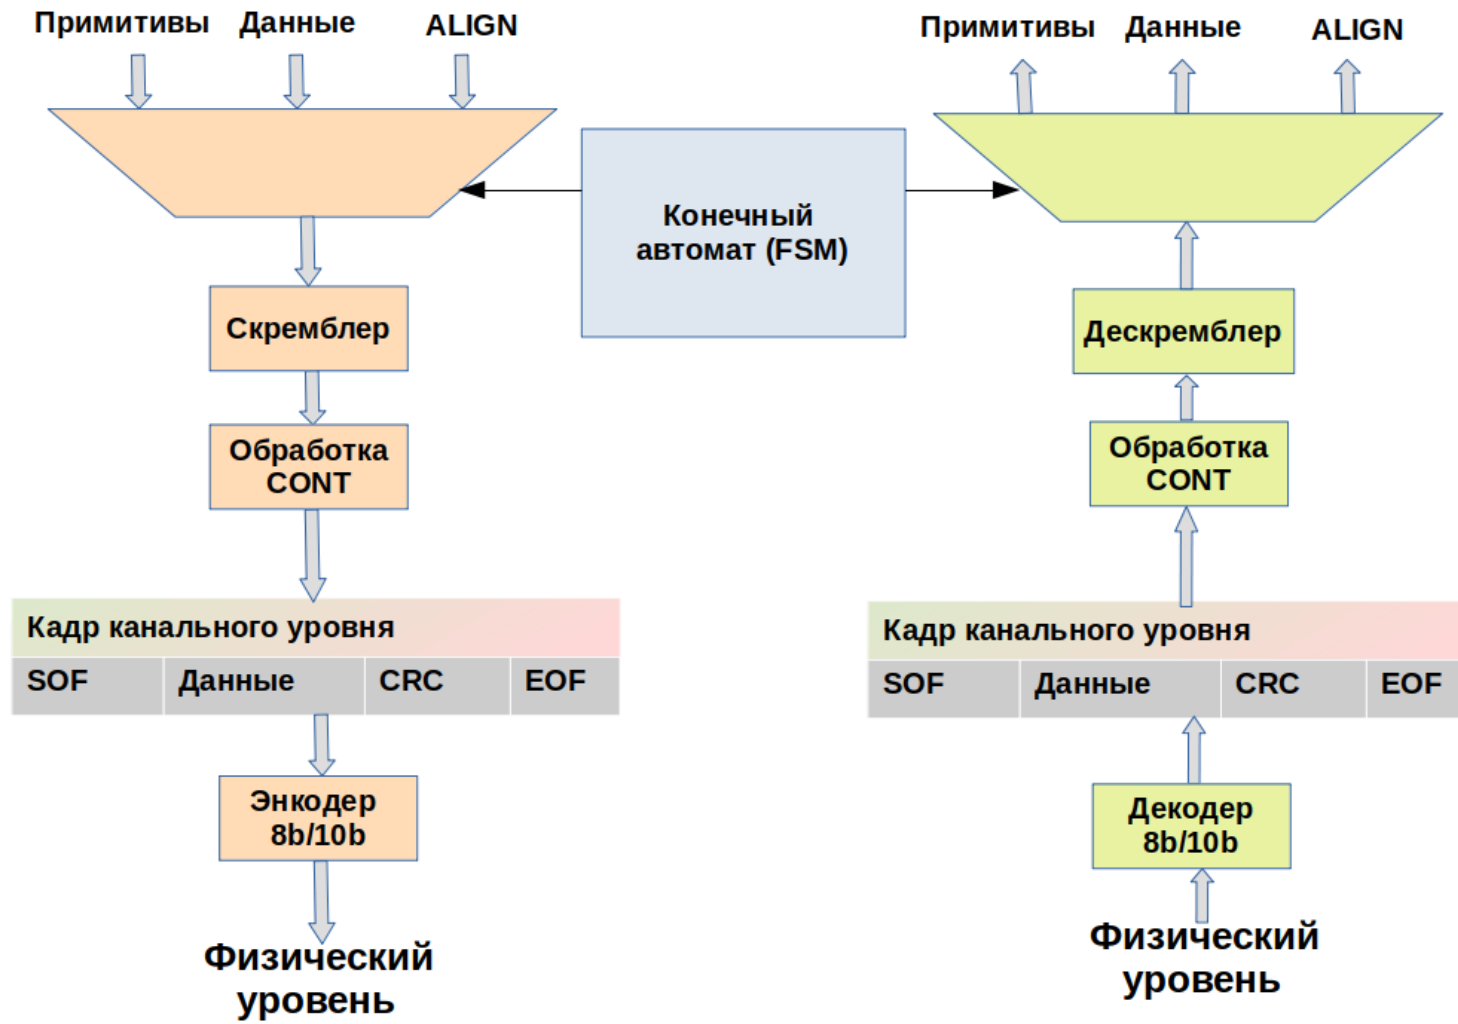 Примитивы Данные ALIGN
Примитивы Данные ALIGN
Конечный
автомат (FSM)
Скремблер
Дескремблер
Обработка
CONT
Обработка
CONT
Кадр канального уровня
SOF Данные CRC EOF
Кадр канального уровня
SOF Данные CRC EOF
Энкодер
8b/10b
Декодер
8b/10b
Физический
уровень
Физический
уровень